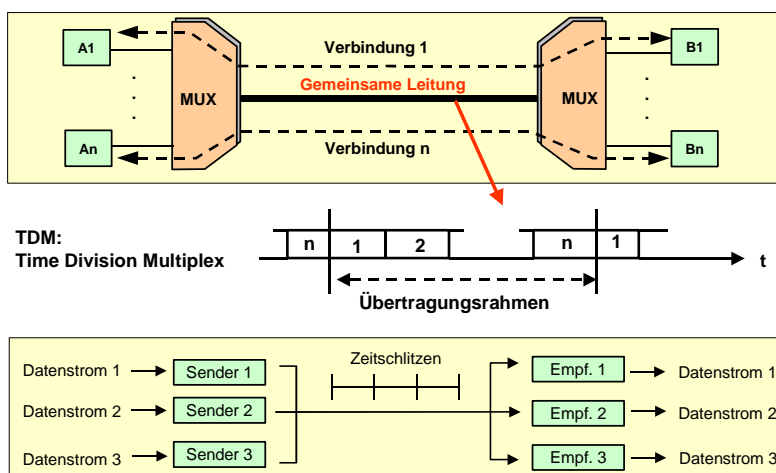 A1
Verbindung 1
B1
Gemeinsame Leitung
MUX
MUX
An
Verbindung n
Bn
TDM:
Time Division Multiplex
n 1 2 n 1
t
Übertragungsrahmen
Zeitschlitzen
Datenstrom 1 Sender 1 Empf. 1 Datenstrom 1
Datenstrom 2 Sender 2 Empf. 2 Datenstrom 2
Datenstrom 3 Sender 3 Empf. 3 Datenstrom 3